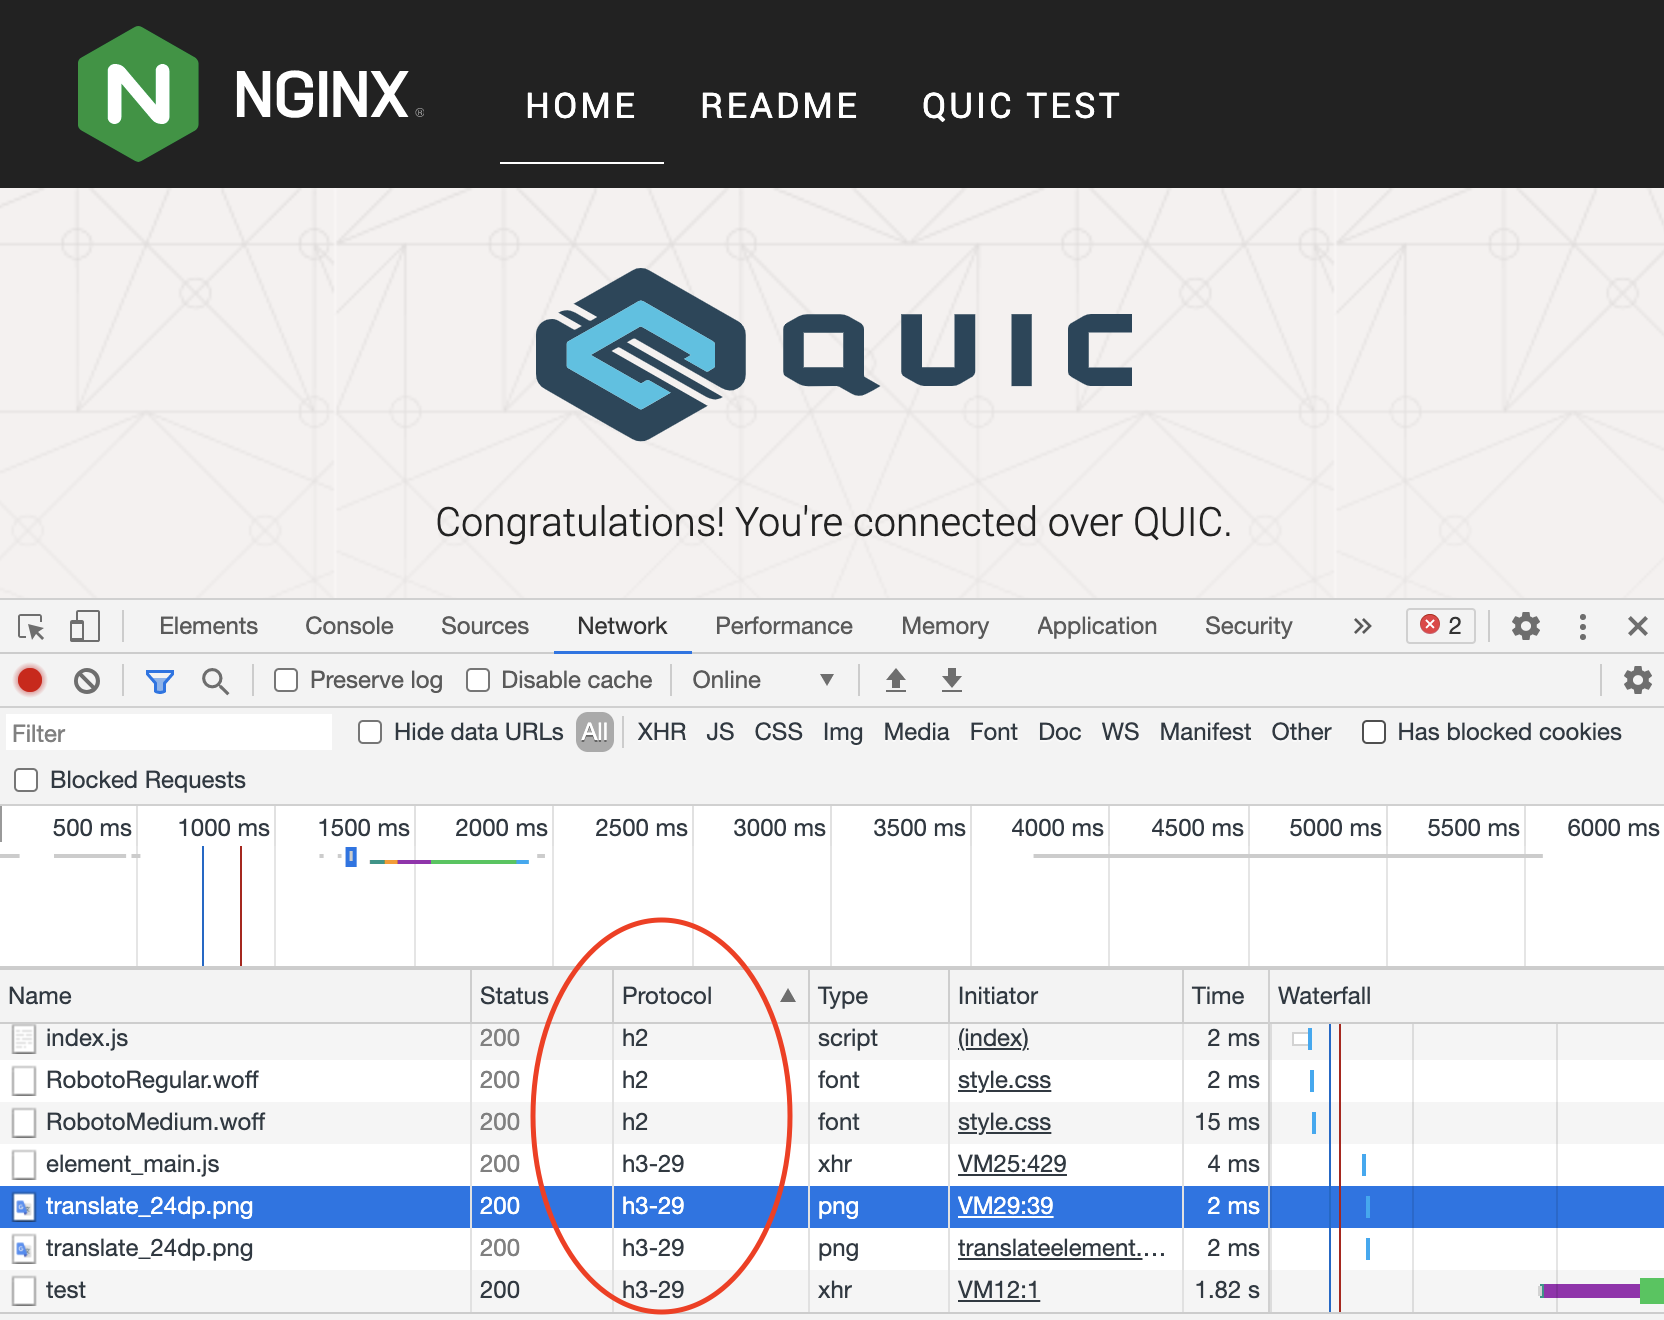 NGINX ®
HOME README QUIC TEST
QUIC
Congratulations! You're connected over QUIC.
Elements Console Sources Network Performance Memory Application Security » 2
Preserve log Disable cache Online
Filter Hide data URLs All XHR JS CSS Img Media Font Doc WS Manifest Other Has blocked cookies
Blocked Requests
500 ms 1000 ms 1500 ms 2000 ms 2500 ms 3000 ms 3500 ms 4000 ms 4500 ms 5000 ms 5500 ms 6000 ms
Name Status Protocol ▲ Type Initiator Time Waterfall
index.js 200 h2 script (index) 2 ms
RobotoRegular.woff 200 h2 font style.css 2 ms
RobotoMedium.woff 200 h2 font style.css 15 ms
element_main.js 200 h3-29 xhr VM25:429 4 ms
translate_24dp.png 200 h3-29 png VM29:39 2 ms
translate_24dp.png 200 h3-29 png translateelement.... 2 ms
test 200 h3-29 xhr VM12:1 1.82 s